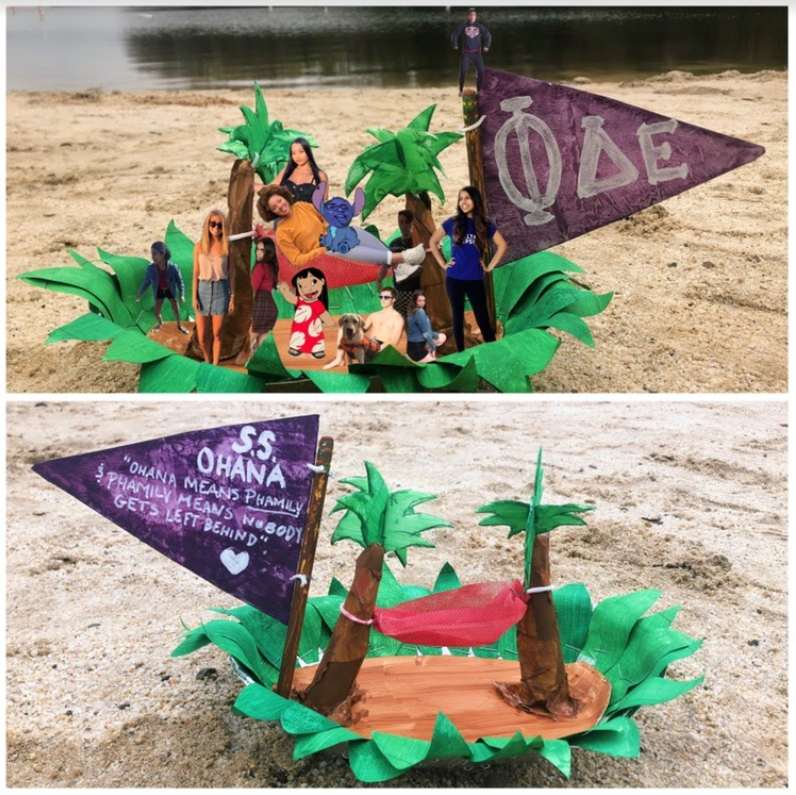 ΦΔΕ
S.S.
OHANA
"OHANA MEANS PHAMILY
& PHAMILY MEANS NOBODY
GETS LEFT BEHIND"